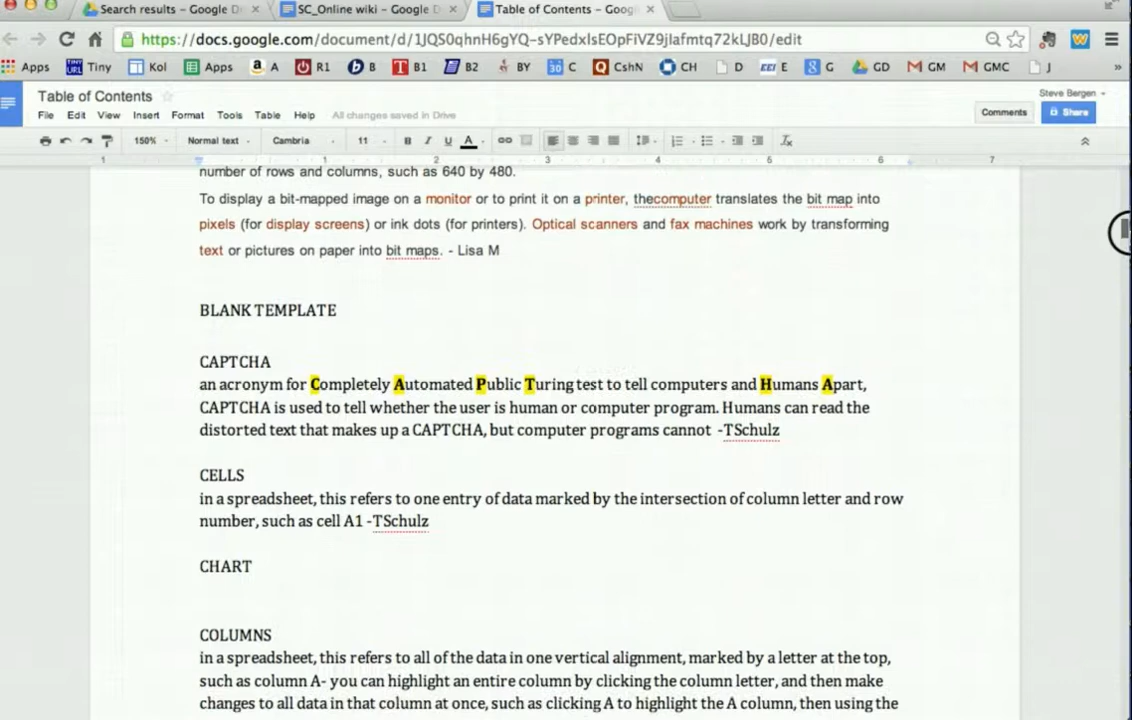 Search results – Google D
SC_Online wiki – Google D
Table of Contents – Goog
https://docs.google.com/document/d/1JQS0qhnH6gYQ-sYPedxlsEOpFiVZ9jlafmtq72kLJB0/edit
Apps Tiny Kol Apps A R1 B B1 B2 BY C CshN CH D E G GD GM GMC J »
Table of Contents
Steve Bergen
File Edit View Insert Format Tools Table Help All changes saved in Drive
Comments Share
150% Normal text Cambria 11 B I U A
1 1 2 3 4 5 6 7
number of rows and columns, such as 640 by 480.
To display a bit-mapped image on a monitor or to print it on a printer, thecomputer translates the bit map into
pixels (for display screens) or ink dots (for printers). Optical scanners and fax machines work by transforming
text or pictures on paper into bit maps. - Lisa M
BLANK TEMPLATE
CAPTCHA
an acronym for Completely Automated Public Turing test to tell computers and Humans Apart,
CAPTCHA is used to tell whether the user is human or computer program. Humans can read the
distorted text that makes up a CAPTCHA, but computer programs cannot -TSchulz
CELLS
in a spreadsheet, this refers to one entry of data marked by the intersection of column letter and row
number, such as cell A1 -TSchulz
CHART
COLUMNS
in a spreadsheet, this refers to all of the data in one vertical alignment, marked by a letter at the top,
such as column A- you can highlight an entire column by clicking the column letter, and then make
changes to all data in that column at once, such as clicking A to highlight the A column, then using the